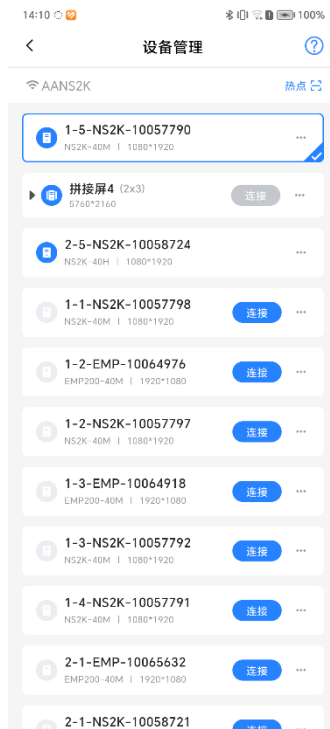 14:10 100%
设备管理 ?
AANS2K 热点
1-5-NS2K-10057790
NS2K-40M | 1080*1920
拼接屏4 (2x3) 连接
5760*2160
2-5-NS2K-10058724
NS2K-40H | 1080*1920
1-1-NS2K-10057798 连接
NS2K-40M | 1080*1920
1-2-EMP-10064976 连接
EMP200-40M | 1920*1080
1-2-NS2K-10057797 连接
NS2K-40M | 1080*1920
1-3-EMP-10064918 连接
EMP200-40M | 1920*1080
1-3-NS2K-10057792 连接
NS2K-40M | 1080*1920
1-4-NS2K-10057791 连接
NS2K-40M | 1080*1920
2-1-EMP-10065632 连接
EMP200-40M | 1920*1080
2-1-NS2K-10058721 连接